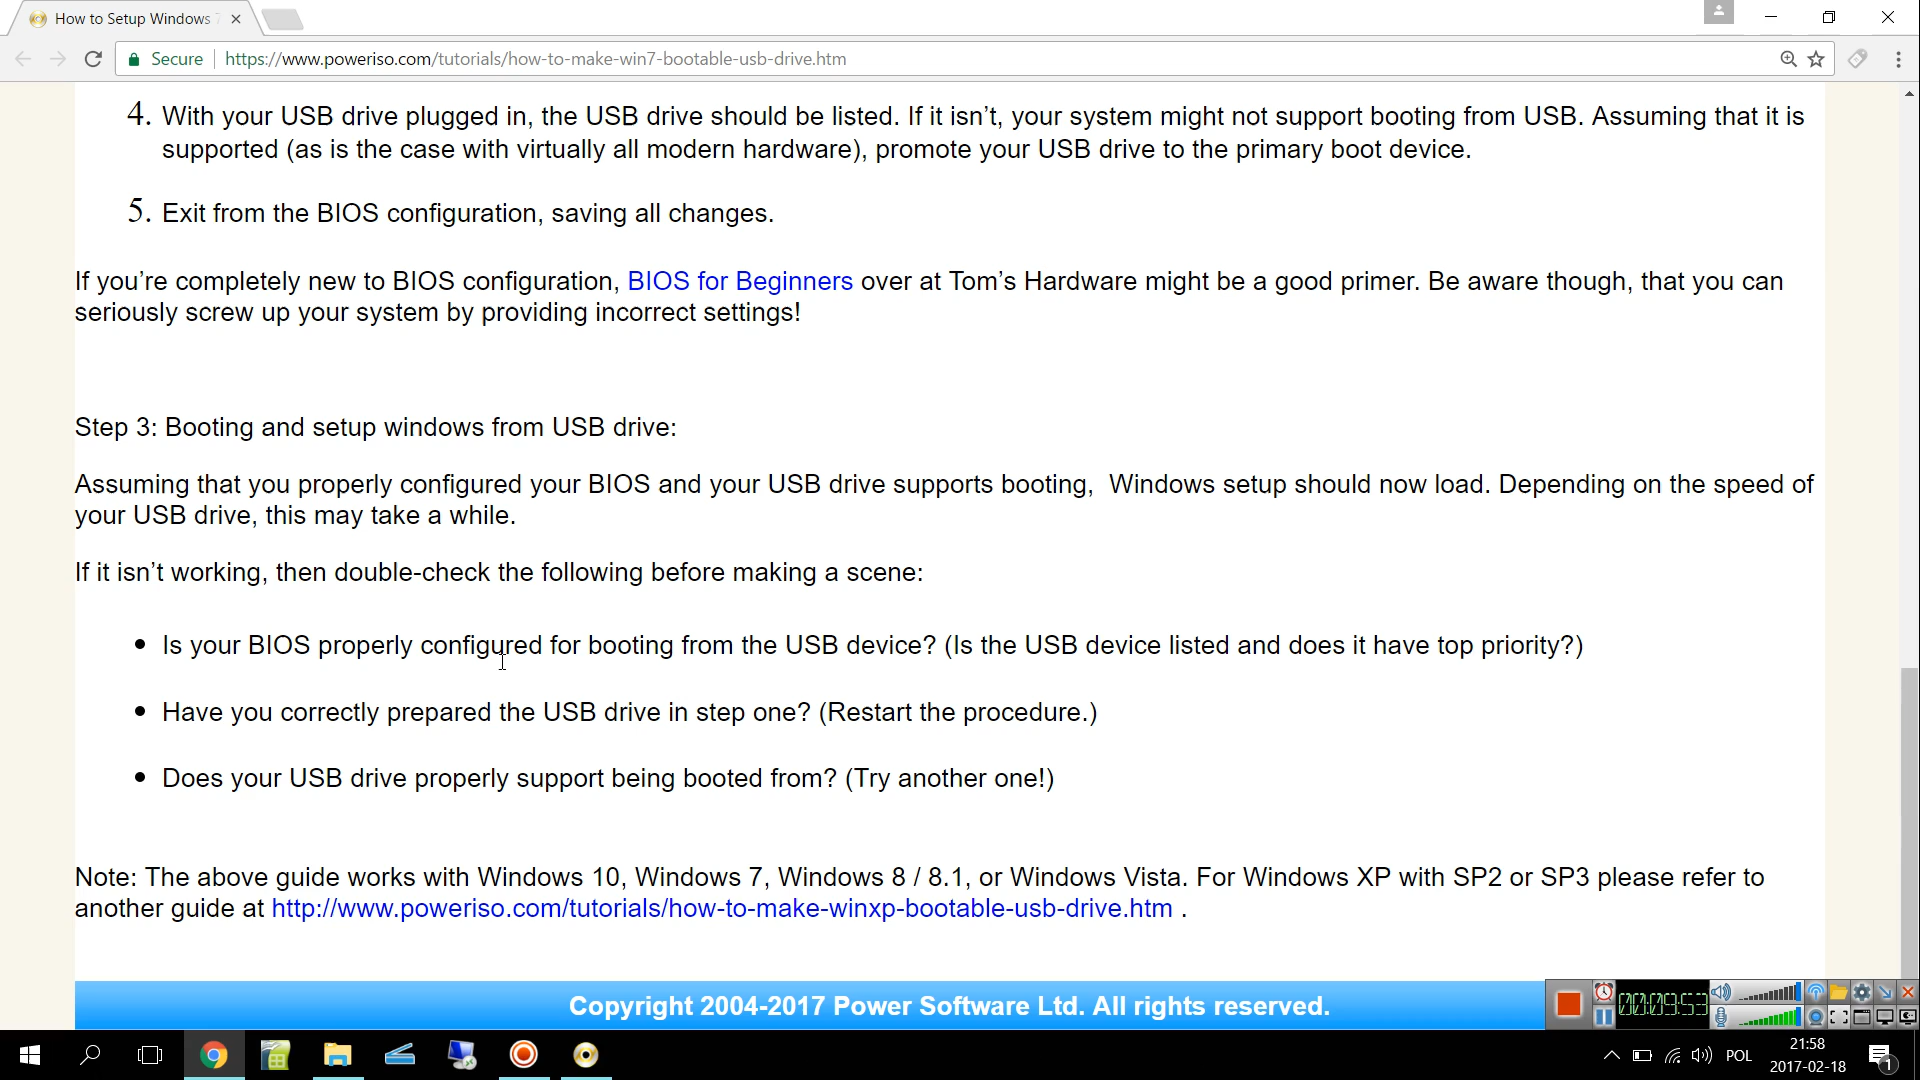 How to Setup Windows 7
Secure
https://www.poweriso.com/tutorials/how-to-make-win7-bootable-usb-drive.htm
4. With your USB drive plugged in, the USB drive should be listed. If it isn’t, your system might not support booting from USB. Assuming that it is
supported (as is the case with virtually all modern hardware), promote your USB drive to the primary boot device.
5. Exit from the BIOS configuration, saving all changes.
If you’re completely new to BIOS configuration, BIOS for Beginners over at Tom’s Hardware might be a good primer. Be aware though, that you can
seriously screw up your system by providing incorrect settings!
Step 3: Booting and setup windows from USB drive:
Assuming that you properly configured your BIOS and your USB drive supports booting,  Windows setup should now load. Depending on the speed of
your USB drive, this may take a while.
If it isn’t working, then double-check the following before making a scene:
• Is your BIOS properly configured for booting from the USB device? (Is the USB device listed and does it have top priority?)
• Have you correctly prepared the USB drive in step one? (Restart the procedure.)
• Does your USB drive properly support being booted from? (Try another one!)
Note: The above guide works with Windows 10, Windows 7, Windows 8 / 8.1, or Windows Vista. For Windows XP with SP2 or SP3 please refer to
another guide at http://www.poweriso.com/tutorials/how-to-make-winxp-bootable-usb-drive.htm .
Copyright 2004-2017 Power Software Ltd. All rights reserved.
00:09:53
POL
21:58
2017-02-18
1